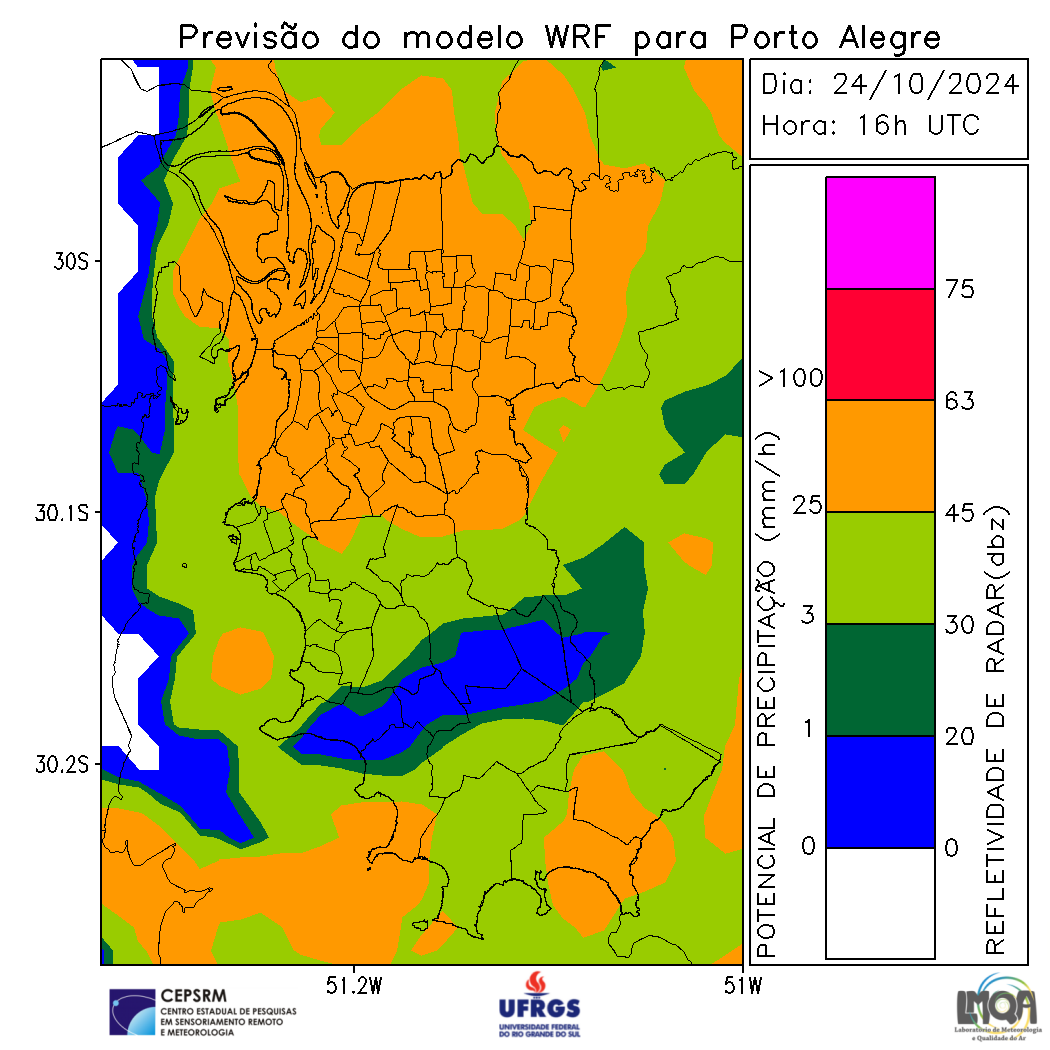 Previsão do modelo WRF para Porto Alegre
Dia: 24/10/2024
Hora: 16h UTC
30S
30.1S
30.2S
51.2W
51W
POTENCIAL DE PRECIPITAÇÃO (mm/h)
>100
25
3
1
0
75
63
45
30
20
0
REFLETIVIDADE DE RADAR(dbz)
CEPSRM
CENTRO ESTADUAL DE PESQUISAS
EM SENSORIAMENTO REMOTO
E METEOROLOGIA
UFRGS
UNIVERSIDADE FEDERAL
DO RIO GRANDE DO SUL
LMQA
Laboratório de Meteorologia
e Qualidade do Ar